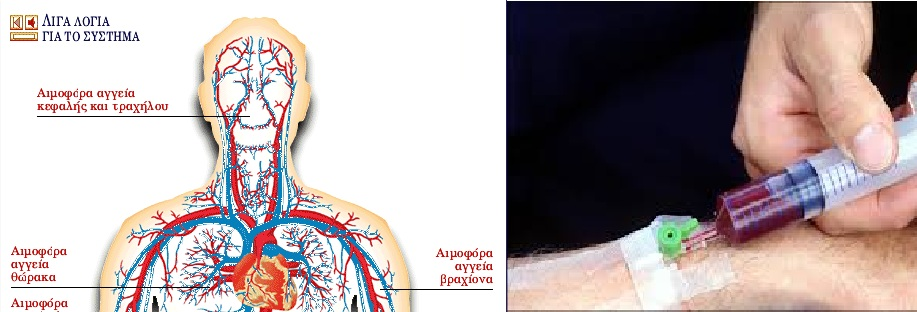 ΛΙΓΑ ΛΟΓΙΑ
ΓΙΑ ΤΟ ΣΥΣΤΗΜΑ
Αιμοφόρα αγγεία
κεφαλής και τραχήλου
Αιμοφόρα
αγγεία
θώρακα
Αιμοφόρα
αγγεία
βραχίονα
Αιμοφόρα